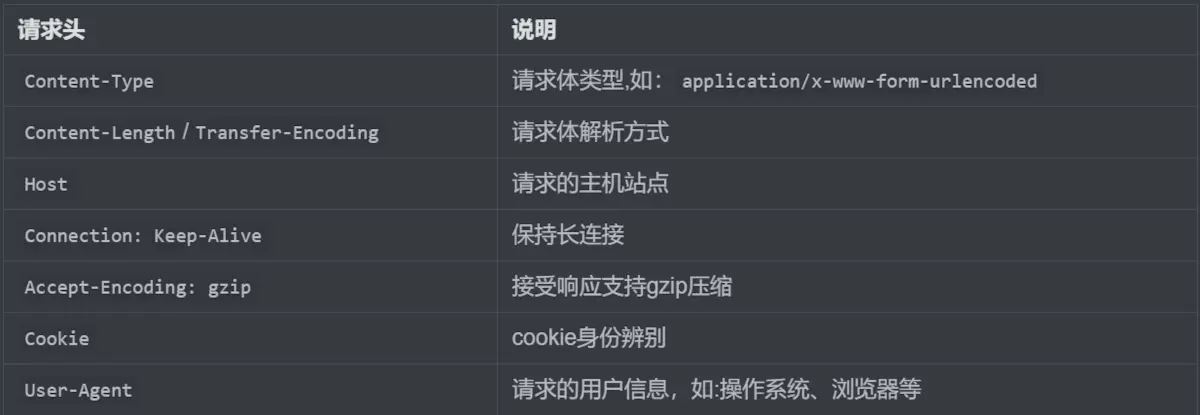 请求头 说明
Content-Type 请求体类型,如： application/x-www-form-urlencoded
Content-Length / Transfer-Encoding 请求体解析方式
Host 请求的主机站点
Connection: Keep-Alive 保持长连接
Accept-Encoding: gzip 接受响应支持gzip压缩
Cookie cookie身份辨别
User-Agent 请求的用户信息，如:操作系统、浏览器等